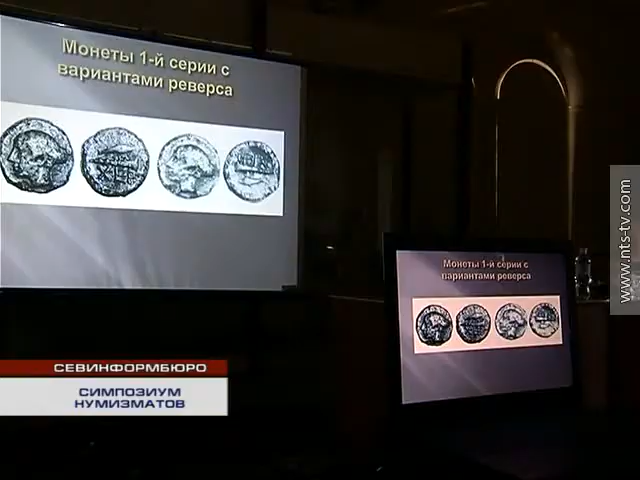 Монеты 1-й серии с
вариантами реверса
Монеты 1-й серии с
вариантами реверса
www.nts-tv.com
СЕВИНФОРМБЮРО
СИМПОЗИУМ
НУМИЗМАТОВ